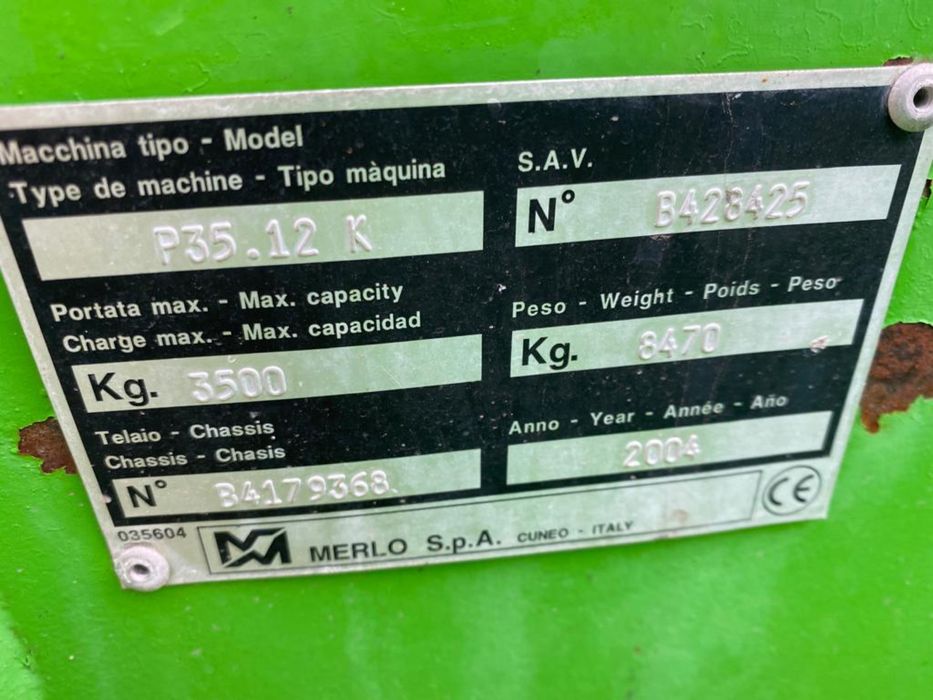 Macchina tipo - Model
Type de machine - Tipo màquina
P35.12 K
S.A.V.
N° B428425
Portata max. - Max. capacity
Charge max. - Max. capacidad
Kg. 3500
Peso - Weight - Poids - Peso
Kg. 8470
Telaio - Chassis
Chassis - Chasis
N° B4179368
Anno - Year - Année - Año
2004
035604
MERLO S.p.A. CUNEO - ITALY
CE